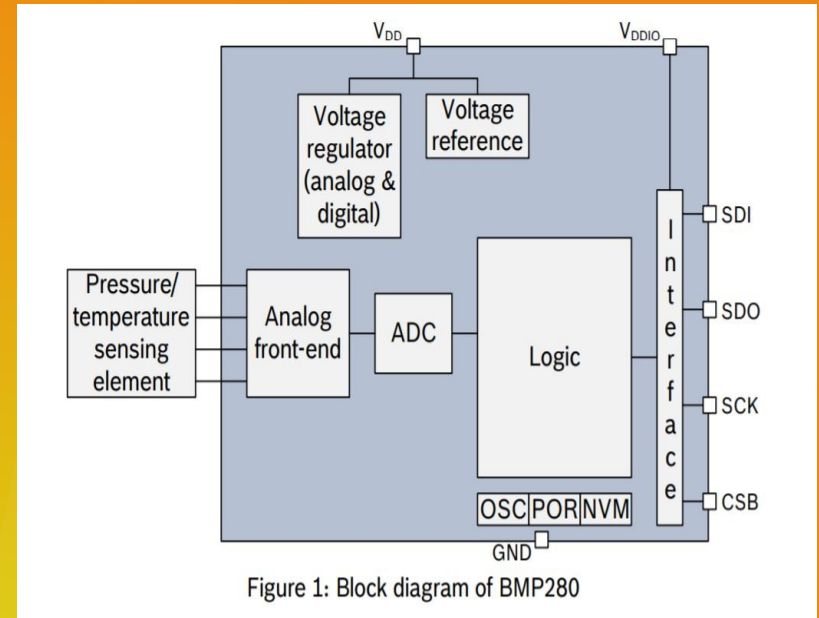 VDD
VDDIO
Voltage
regulator
(analog &
digital)
Voltage
reference
Pressure/
temperature
sensing
element
Analog
front-end
ADC
Logic
Interface
SDI
SDO
SCK
CSB
OSC POR NVM
GND
Figure 1: Block diagram of BMP280